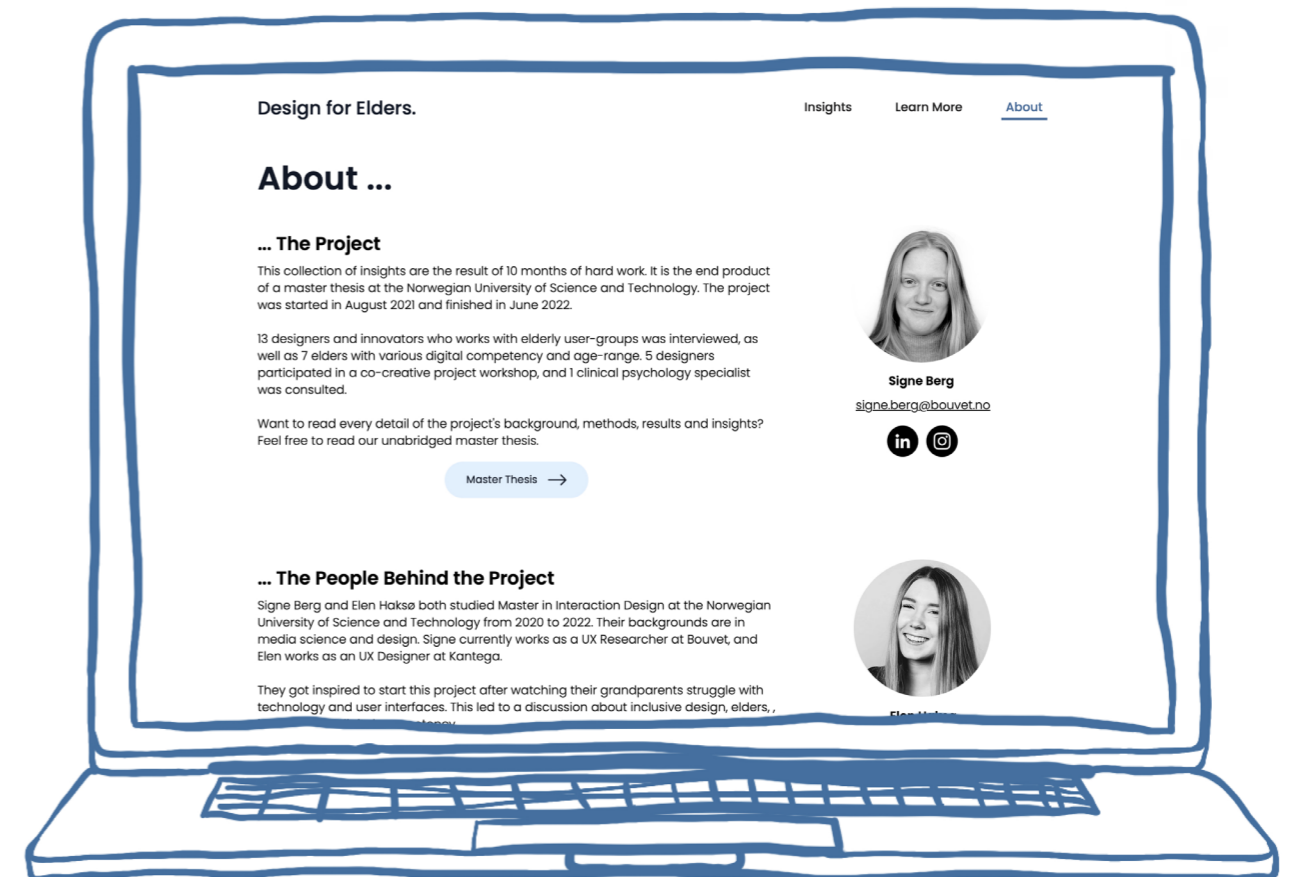 Design for Elders.
Insights
Learn More
About
About ...
... The Project
This collection of insights are the result of 10 months of hard work. It is the end product
of a master thesis at the Norwegian University of Science and Technology. The project
was started in August 2021 and finished in June 2022.
13 designers and innovators who works with elderly user-groups was interviewed, as
well as 7 elders with various digital competency and age-range. 5 designers
participated in a co-creative project workshop, and 1 clinical psychology specialist
was consulted.
Want to read every detail of the project's background, methods, results and insights?
Feel free to read our unabridged master thesis.
Master Thesis
Signe Berg
signe.berg@bouvet.no
in
... The People Behind the Project
Signe Berg and Elen Haksø both studied Master in Interaction Design at the Norwegian
University of Science and Technology from 2020 to 2022. Their backgrounds are in
media science and design. Signe currently works as a UX Researcher at Bouvet, and
Elen works as an UX Designer at Kantega.
They got inspired to start this project after watching their grandparents struggle with
technology and user interfaces. This led to a discussion about inclusive design, elders, ,